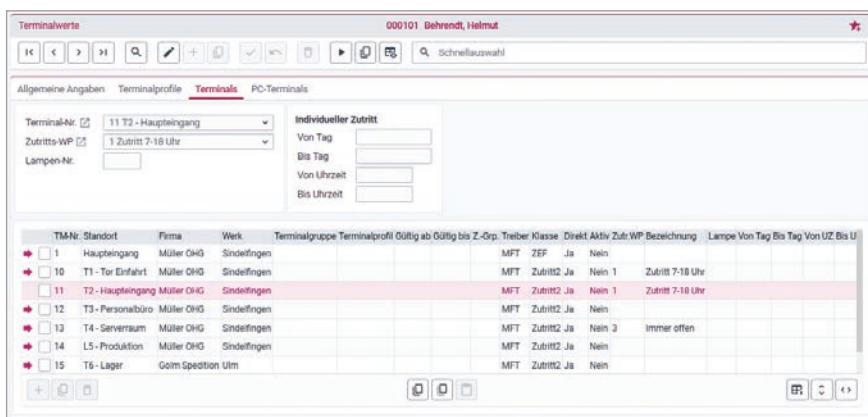 Terminalwerte 000101 Behrendt, Helmut
Schnellauswahl
Allgemeine Angaben Terminalprofile Terminals PC-Terminals
Terminal-Nr. 11 T2 - Haupteingang
Zutritts-WP 1 Zutritt 7-18 Uhr
Lampen-Nr.
Individueller Zutritt
Von Tag
Bis Tag
Von Uhrzeit
Bis Uhrzeit
TM-Nr. Standort Firma Werk Terminalgruppe Terminalprofil Gültig ab Gültig bis Z.-Grp. Treiber Klasse Direkt Aktiv Zutr.WP Bezeichnung Lampe Von Tag Bis Tag Von UZ Bis U
1 Haupteingang Müller OHG Sindelfingen MFT ZEF Ja Nein
10 T1 - Tor Einfahrt Müller OHG Sindelfingen MFT Zutritt2 Ja Nein 1 Zutritt 7-18 Uhr
11 T2 - Haupteingang Müller OHG Sindelfingen MFT Zutritt2 Ja Nein 1 Zutritt 7-18 Uhr
12 T3 - Personalbüro Müller OHG Sindelfingen MFT Zutritt2 Ja Nein
13 T4 - Serverraum Müller OHG Sindelfingen MFT Zutritt2 Ja Nein 3 Immer offen
14 L5 - Produktion Müller OHG Sindelfingen MFT Zutritt2 Ja Nein
15 T6 - Lager Golm Spedition Ulm MFT Zutritt2 Ja Nein